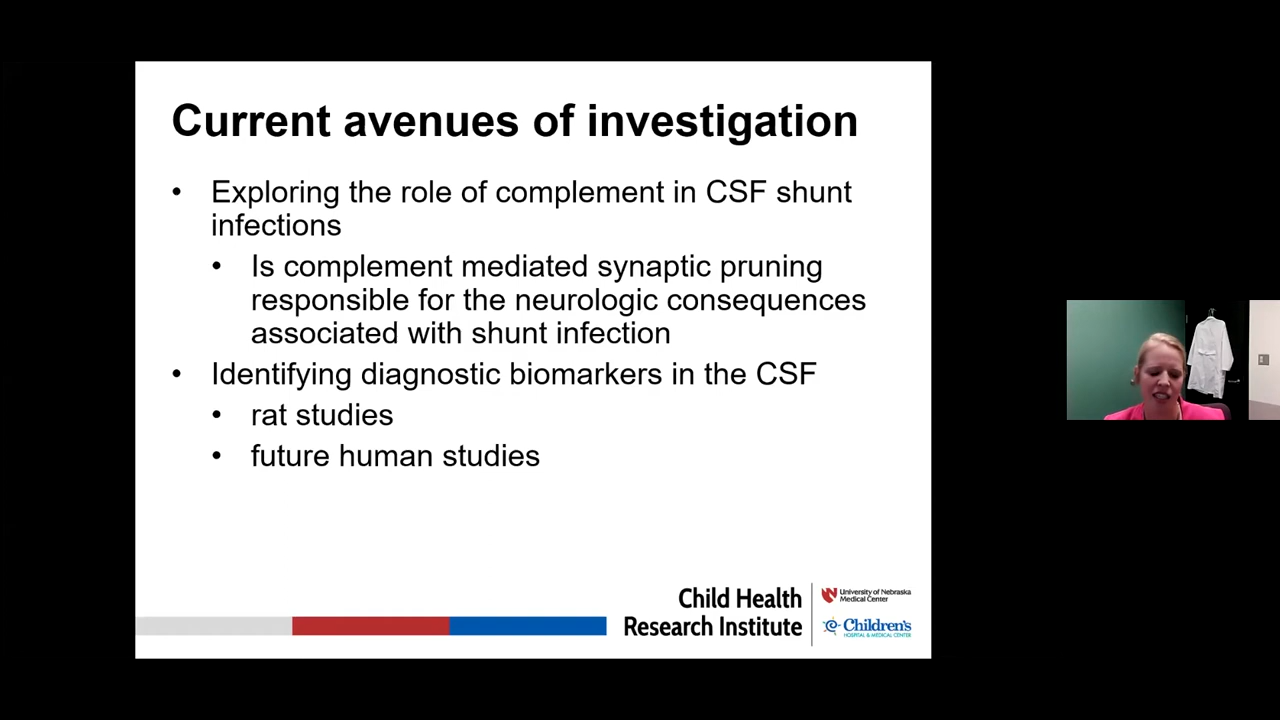 Current avenues of investigation
• Exploring the role of complement in CSF shunt
infections
• Is complement mediated synaptic pruning
responsible for the neurologic consequences
associated with shunt infection
• Identifying diagnostic biomarkers in the CSF
• rat studies
• future human studies
Child Health
Research Institute
University of Nebraska
Medical Center
Children's
HOSPITAL & MEDICAL CENTER